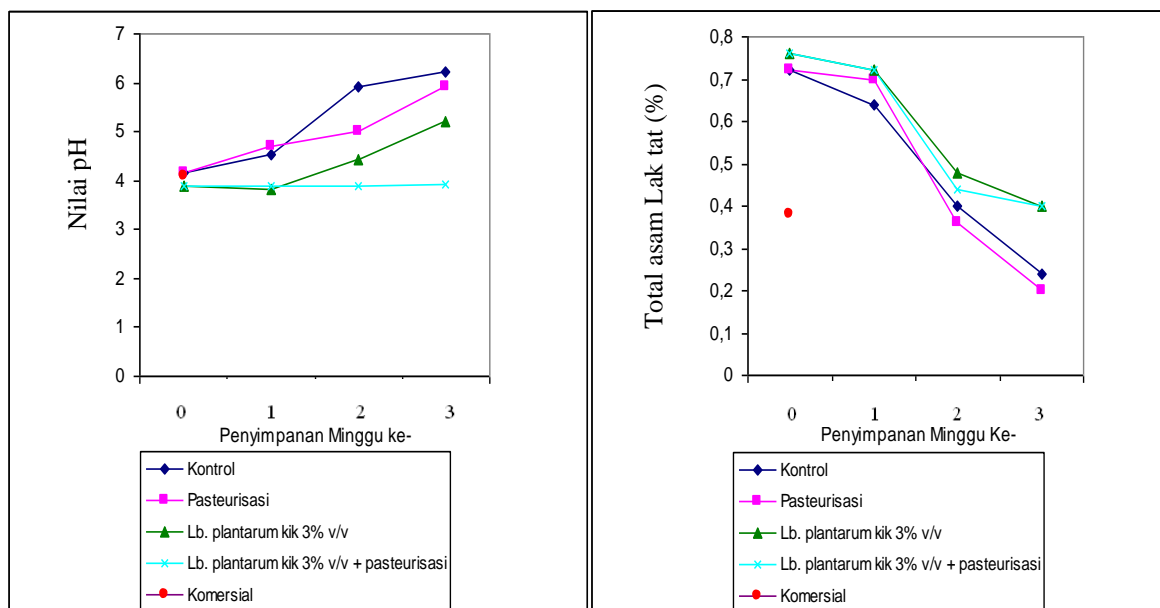 Nilai pH
7
6
5
4
3
2
1
0
0 1 2 3
Penyimpanan Minggu ke-
Kontrol
Pasteurisasi
Lb. plantarum kik 3% v/v
Lb. plantarum kik 3% v/v + pasteurisasi
Komersial
Total asam Lak tat (%)
0,8
0,7
0,6
0,5
0,4
0,3
0,2
0,1
0
0 1 2 3
Penyimpanan Minggu Ke-
Kontrol
Pasteurisasi
Lb. plantarum kik 3% v/v
Lb. plantarum kik 3% v/v + pasteurisasi
Komersial